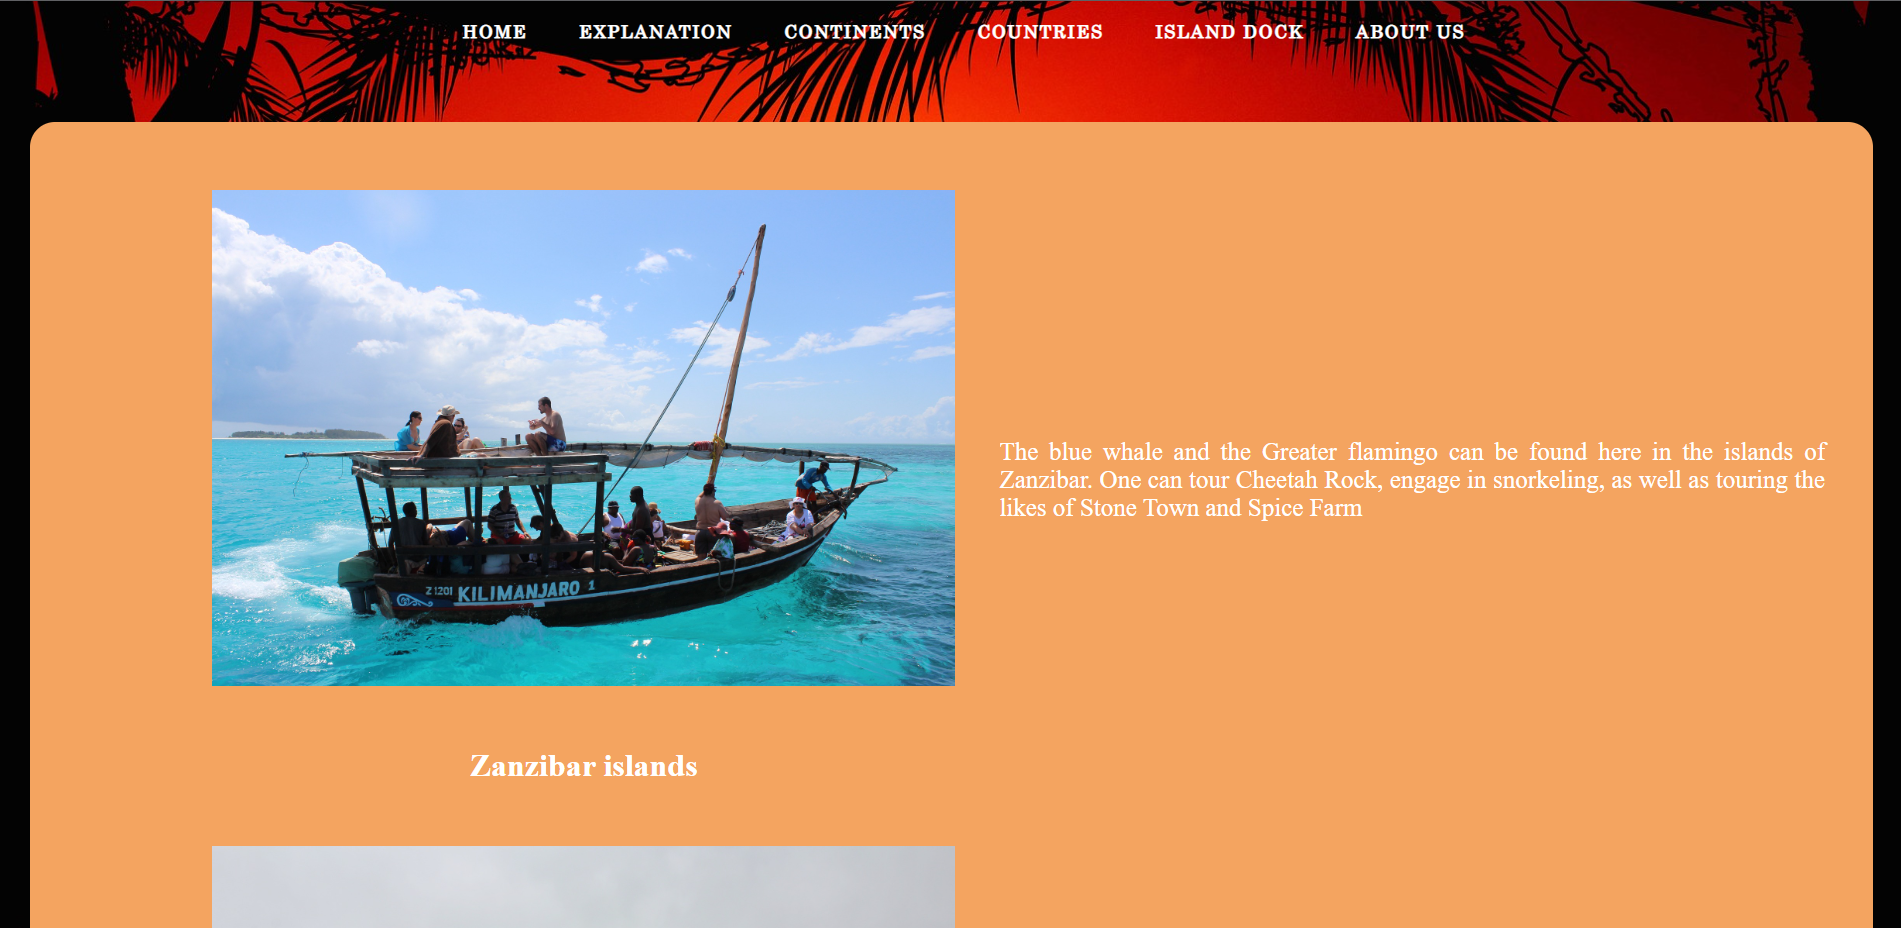 HOME EXPLANATION CONTINENTS COUNTRIES ISLAND DOCK ABOUT US
Z 1201 KILIMANJARO 1
The blue whale and the Greater flamingo can be found here in the islands of
Zanzibar. One can tour Cheetah Rock, engage in snorkeling, as well as touring the
likes of Stone Town and Spice Farm
Zanzibar islands